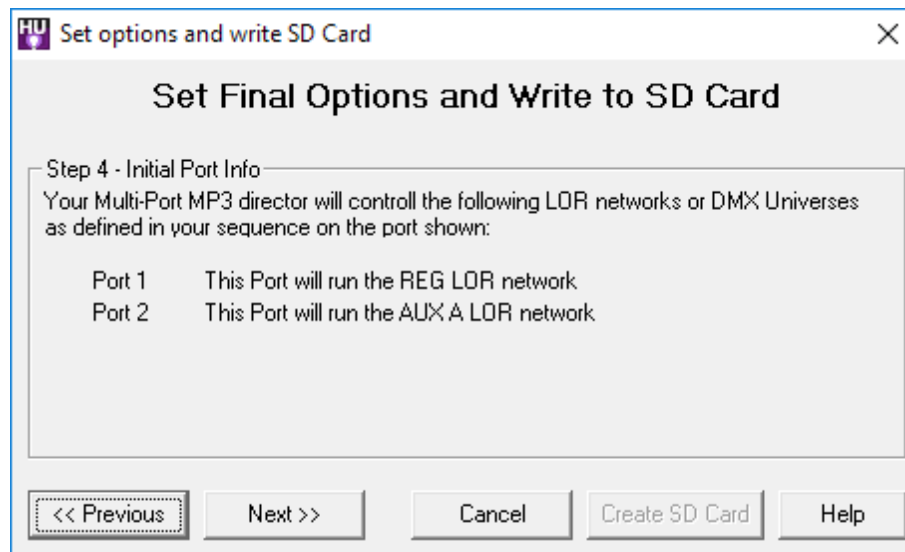 HU Set options and write SD Card
Set Final Options and Write to SD Card
Step 4 - Initial Port Info
Your Multi-Port MP3 director will controll the following LOR networks or DMX Universes
as defined in your sequence on the port shown:
Port 1 This Port will run the REG LOR network
Port 2 This Port will run the AUX A LOR network
<< Previous Next >> Cancel Create SD Card Help